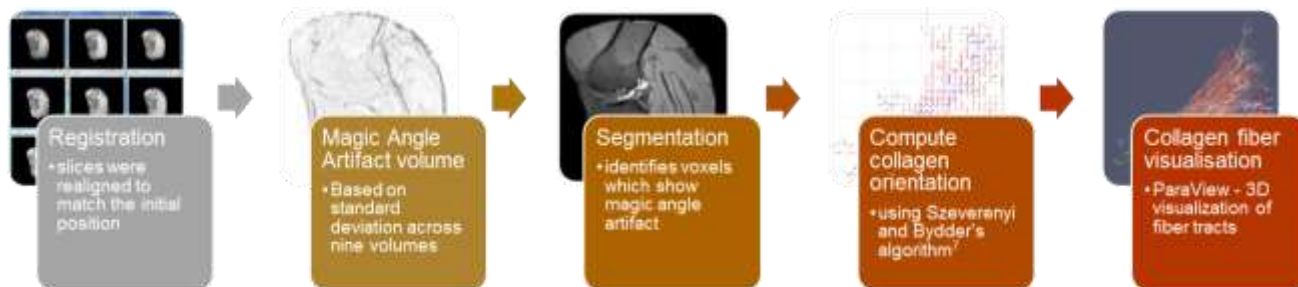 Registration
•slices were
realigned to
match the initial
position
Magic Angle
Artifact volume
•Based on
standard
deviation across
nine volumes
Segmentation
•identifies voxels
which show
magic angle
artifact
Compute
collagen
orientation
•using Szeverenyi
and Bydder's
algorithm⁷
Collagen fiber
visualisation
•ParaView - 3D
visualization of
fiber tracts